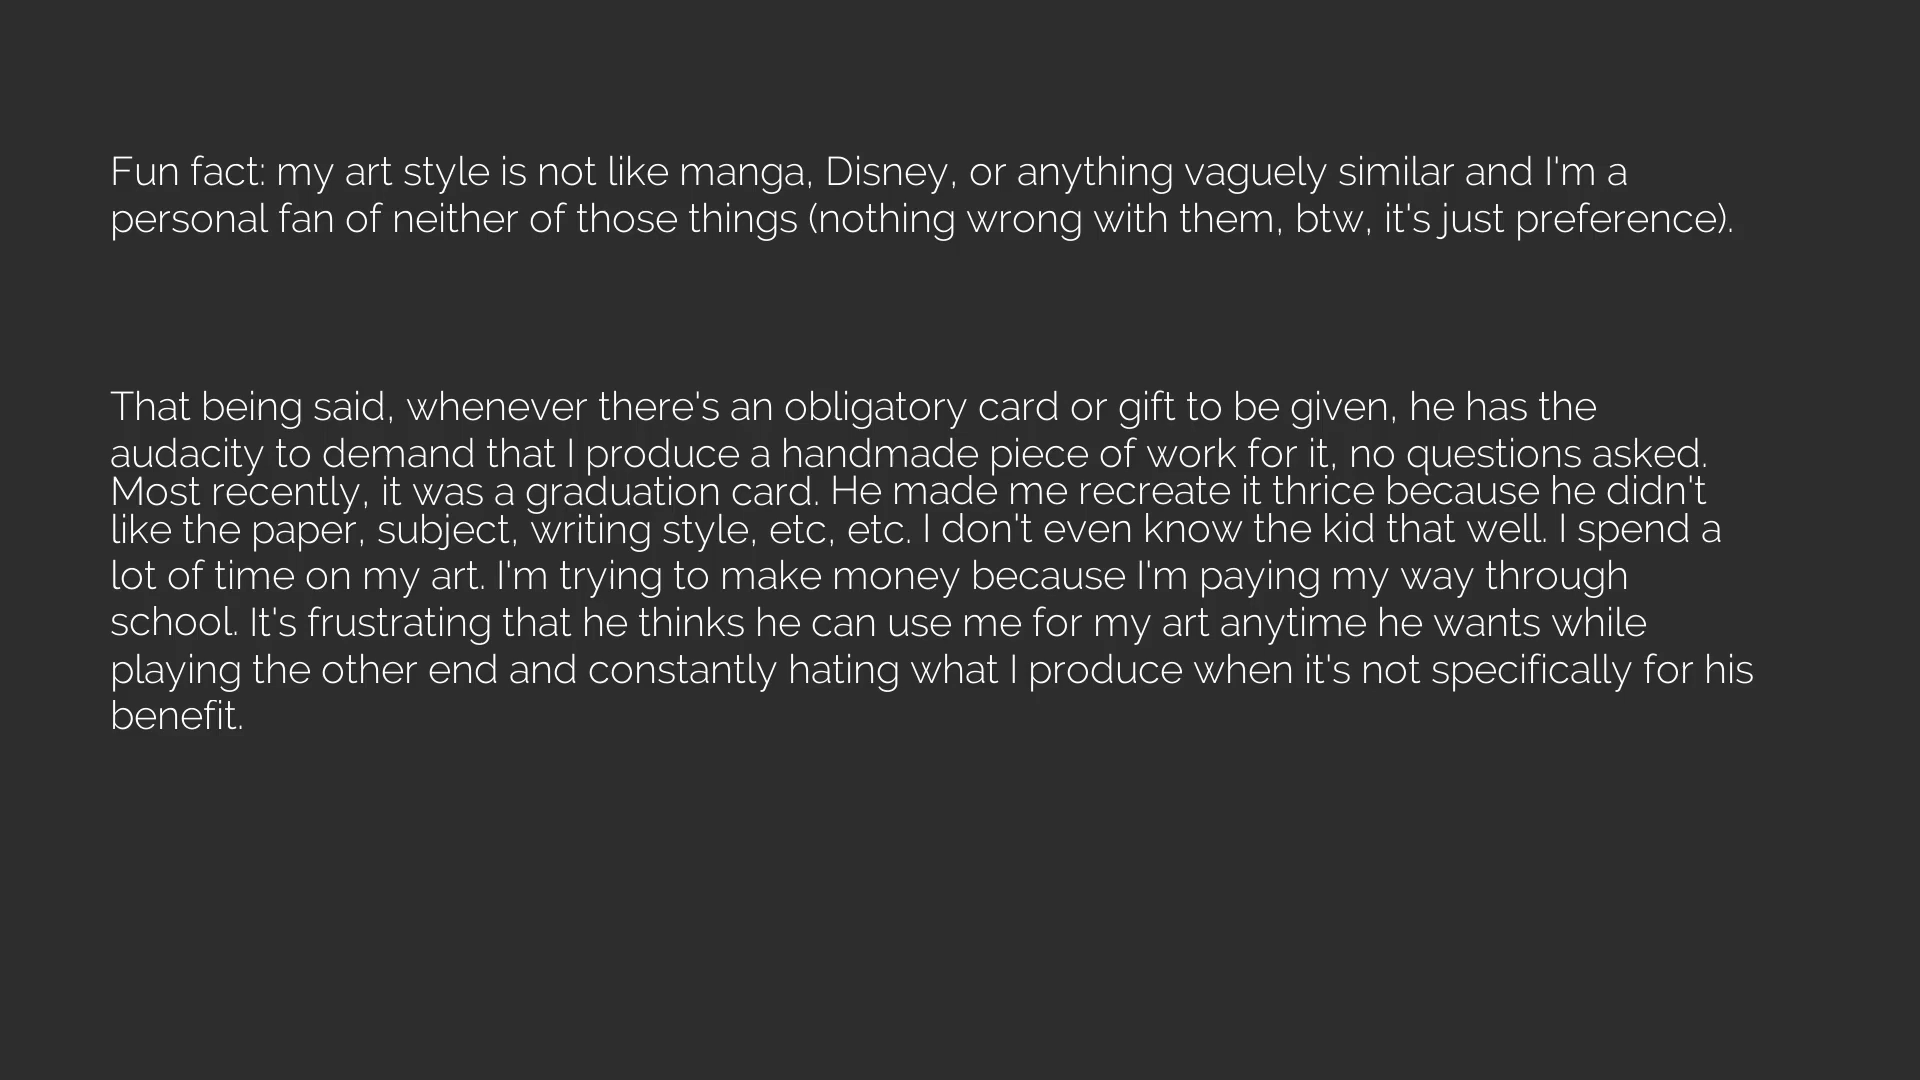 Fun fact: my art style is not like manga, Disney, or anything vaguely similar and I'm a
personal fan of neither of those things (nothing wrong with them, btw, it's just preference).
That being said, whenever there's an obligatory card or gift to be given, he has the
audacity to demand that I produce a handmade piece of work for it, no questions asked.
Most recently, it was a graduation card. He made me recreate it thrice because he didn't
like the paper, subject, writing style, etc, etc. I don't even know the kid that well. I spend a
lot of time on my art. I'm trying to make money because I'm paying my way through
school. It's frustrating that he thinks he can use me for my art anytime he wants while
playing the other end and constantly hating what I produce when it's not specifically for his
benefit.